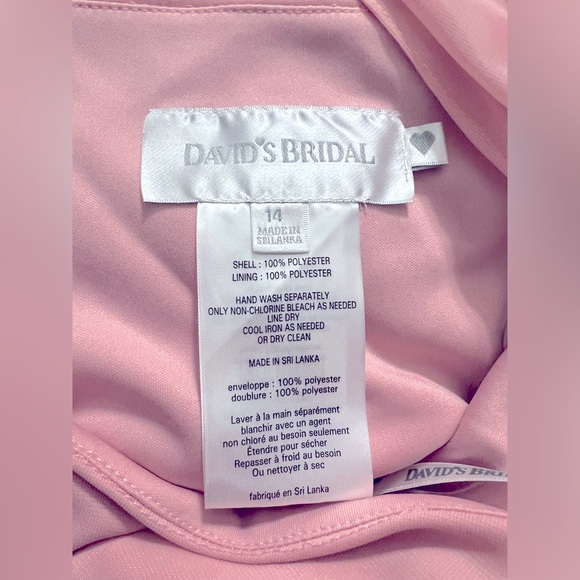 DAVID'S BRIDAL
14
MADE IN
SRI LANKA
SHELL : 100% POLYESTER
LINING : 100% POLYESTER
HAND WASH SEPARATELY
ONLY NON-CHLORINE BLEACH AS NEEDED
LINE DRY
COOL IRON AS NEEDED
OR DRY CLEAN
MADE IN SRI LANKA
enveloppe : 100% polyester
doublure : 100% polyester
Laver à la main séparément
blanchir avec un agent
non chloré au besoin seulement
Étendre pour sécher
Repasser à froid au besoin
Ou nettoyer à sec
fabriqué en Sri Lanka
DAVID'S BRI